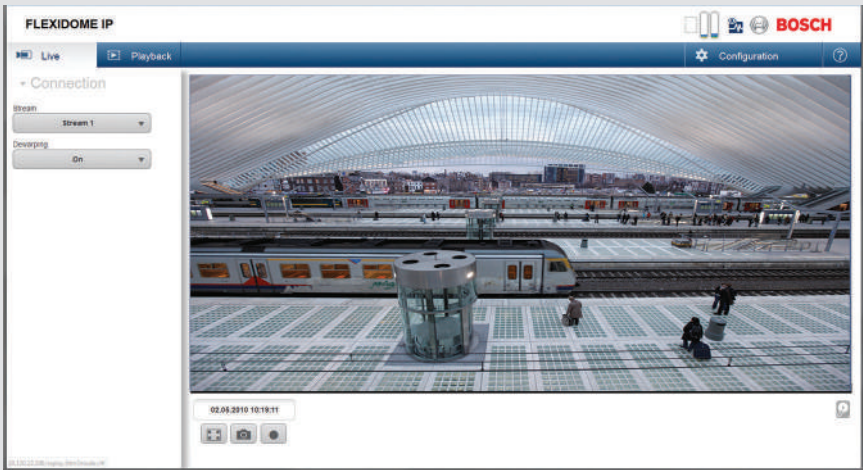 FLEXIDOME IP
BOSCH
Live
Playback
Configuration
?
Connection
Stream
Stream 1
Dewarping
On
02.05.2010 10:19:11